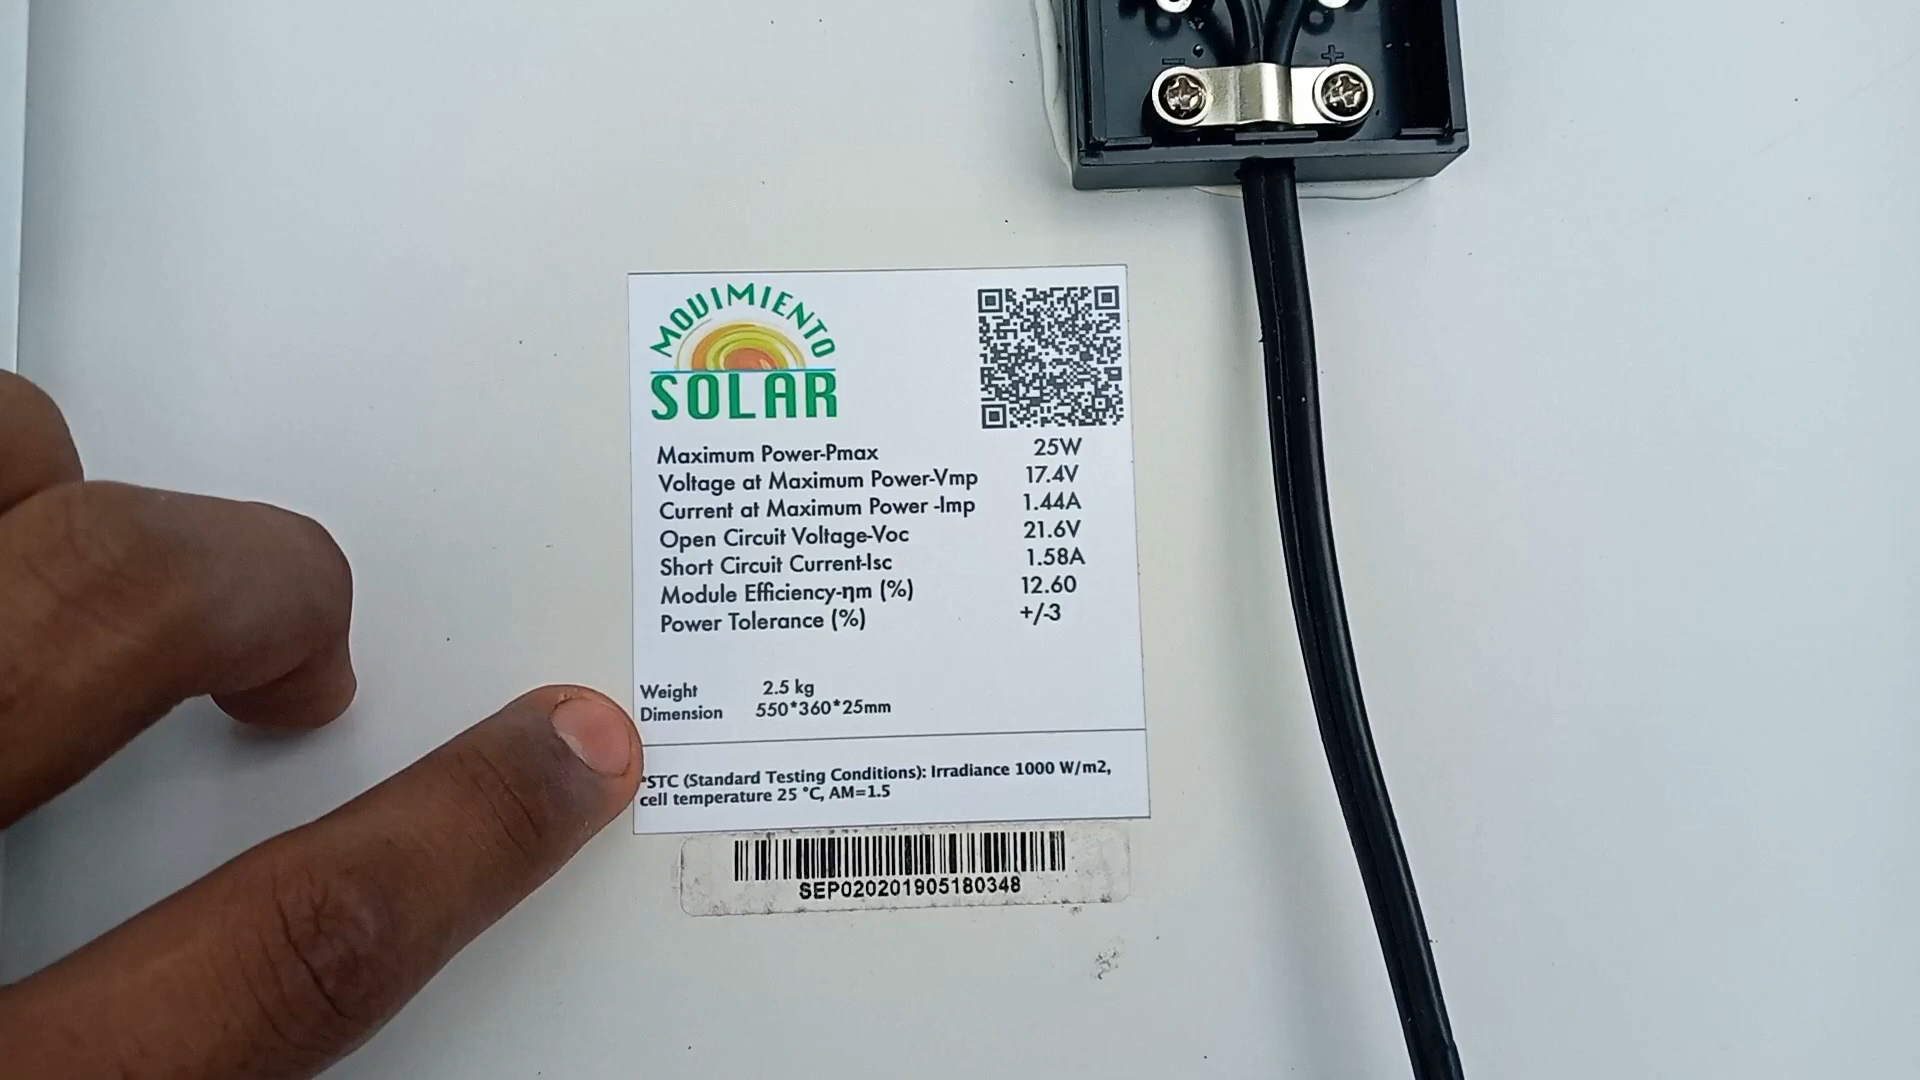 MOVIMIENTO
SOLAR
Maximum Power-Pmax 25W
Voltage at Maximum Power-Vmp 17.4V
Current at Maximum Power -Imp 1.44A
Open Circuit Voltage-Voc 21.6V
Short Circuit Current-Isc 1.58A
Module Efficiency-ηm (%) 12.60
Power Tolerance (%) +/-3
Weight 2.5 kg
Dimension 550*360*25mm
*STC (Standard Testing Conditions): Irradiance 1000 W/m2,
cell temperature 25 °C, AM=1.5
SEP020201905180348
- +